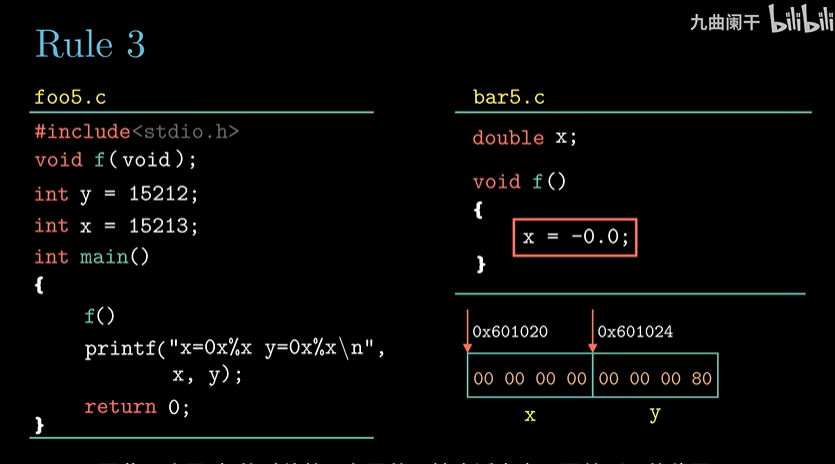 九曲阑干 bilibili
Rule 3
foo5.c
#include<stdio.h>
void f(void);
int y = 15212;
int x = 15213;
int main()
{
f()
printf("x=0x%x y=0x%x\n",
x, y);
return 0;
}
bar5.c
double x;
void f()
{
x = -0.0;
}
0x601020 0x601024
00 00 00 00 00 00 00 80
x y